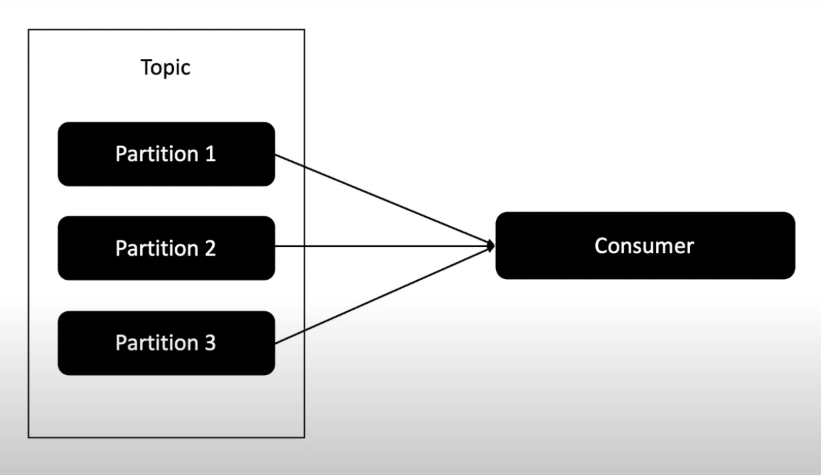 Topic
Partition 1
Partition 2
Consumer
Partition 3